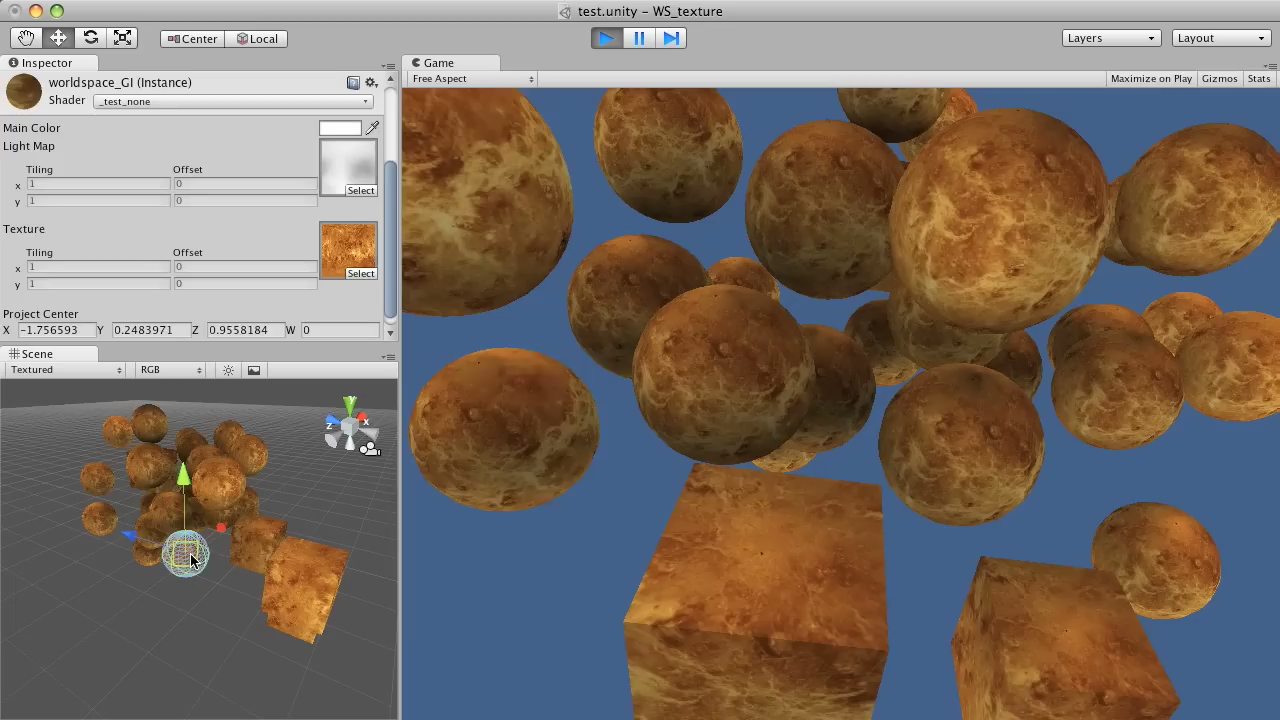 test.unity - WS_texture
Center
Local
Layers
Layout
Inspector
worldspace_GI (Instance)
Shader
_test_none
Main Color
Light Map
Tiling
Offset
x 1 0
y 1 0
Select
Texture
Tiling
Offset
x 1 0
y 1 0
Select
Project Center
X -1.756593 Y 0.2483971 Z 0.9558184 W 0
Scene
Textured
RGB
y
z
x
Game
Free Aspect
Maximize on Play
Gizmos
Stats